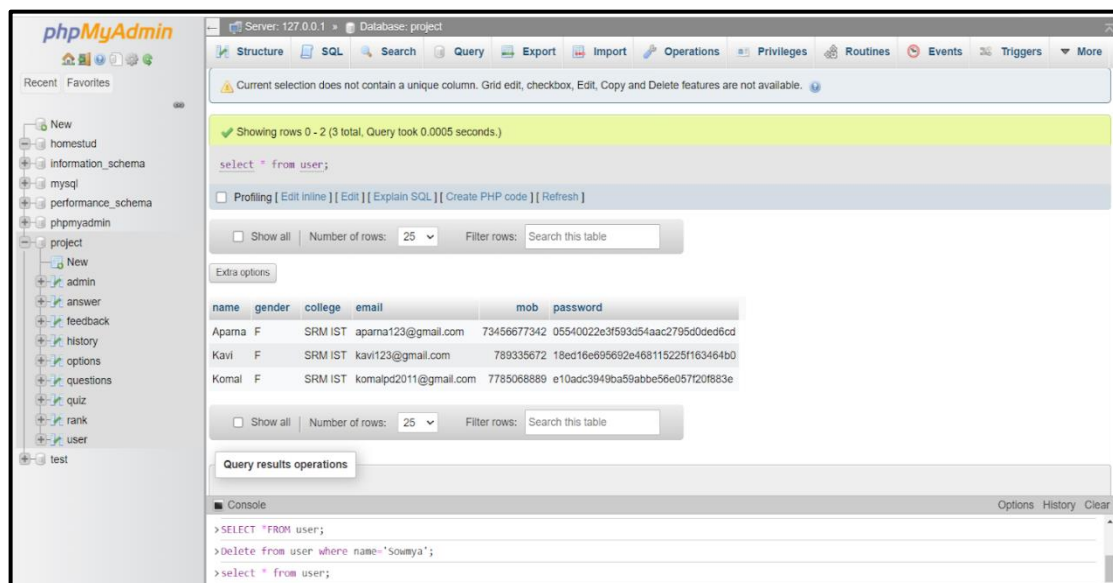 phpMyAdmin
Recent Favorites
New
homestud
information_schema
mysql
performance_schema
phpmyadmin
project
New
admin
answer
feedback
history
options
questions
quiz
rank
user
test
Server: 127.0.0.1 » Database: project
Structure SQL Search Query Export Import Operations Privileges Routines Events Triggers More
Current selection does not contain a unique column. Grid edit, checkbox, Edit, Copy and Delete features are not available.
Showing rows 0 - 2 (3 total, Query took 0.0005 seconds.)
select * from user;
Profiling [ Edit inline ] [ Edit ] [ Explain SQL ] [ Create PHP code ] [ Refresh ]
Show all Number of rows: 25 Filter rows: Search this table
Extra options
name gender college email mob password
Aparna F SRM IST aparna123@gmail.com 73456677342 05540022e3f593d54aac2795d0ded6cd
Kavi F SRM IST kavi123@gmail.com 789335672 18ed16e695692e468115225f163464b0
Komal F SRM IST komalpd2011@gmail.com 7785068889 e10adc3949ba59abbe56e057f20f883e
Show all Number of rows: 25 Filter rows: Search this table
Query results operations
Console Options History Clear
>SELECT *FROM user;
>Delete from user where name='Sowmya';
>select * from user;